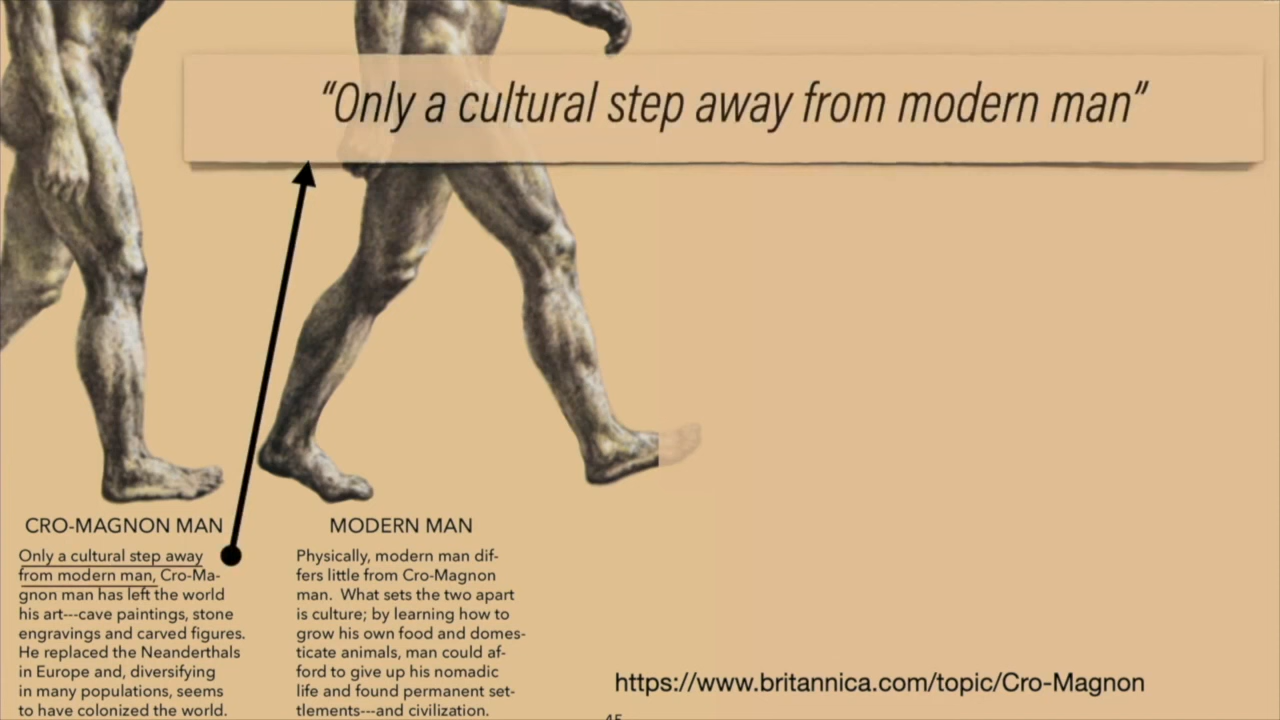 “Only a cultural step away from modern man”
CRO-MAGNON MAN
Only a cultural step away
from modern man, Cro-Ma-
gnon man has left the world
his art---cave paintings, stone
engravings and carved figures.
He replaced the Neanderthals
in Europe and, diversifying
in many populations, seems
to have colonized the world.
MODERN MAN
Physically, modern man dif-
fers little from Cro-Magnon
man. What sets the two apart
is culture; by learning how to
grow his own food and domes-
ticate animals, man could af-
ford to give up his nomadic
life and found permanent set-
tlements---and civilization.
https://www.britannica.com/topic/Cro-Magnon